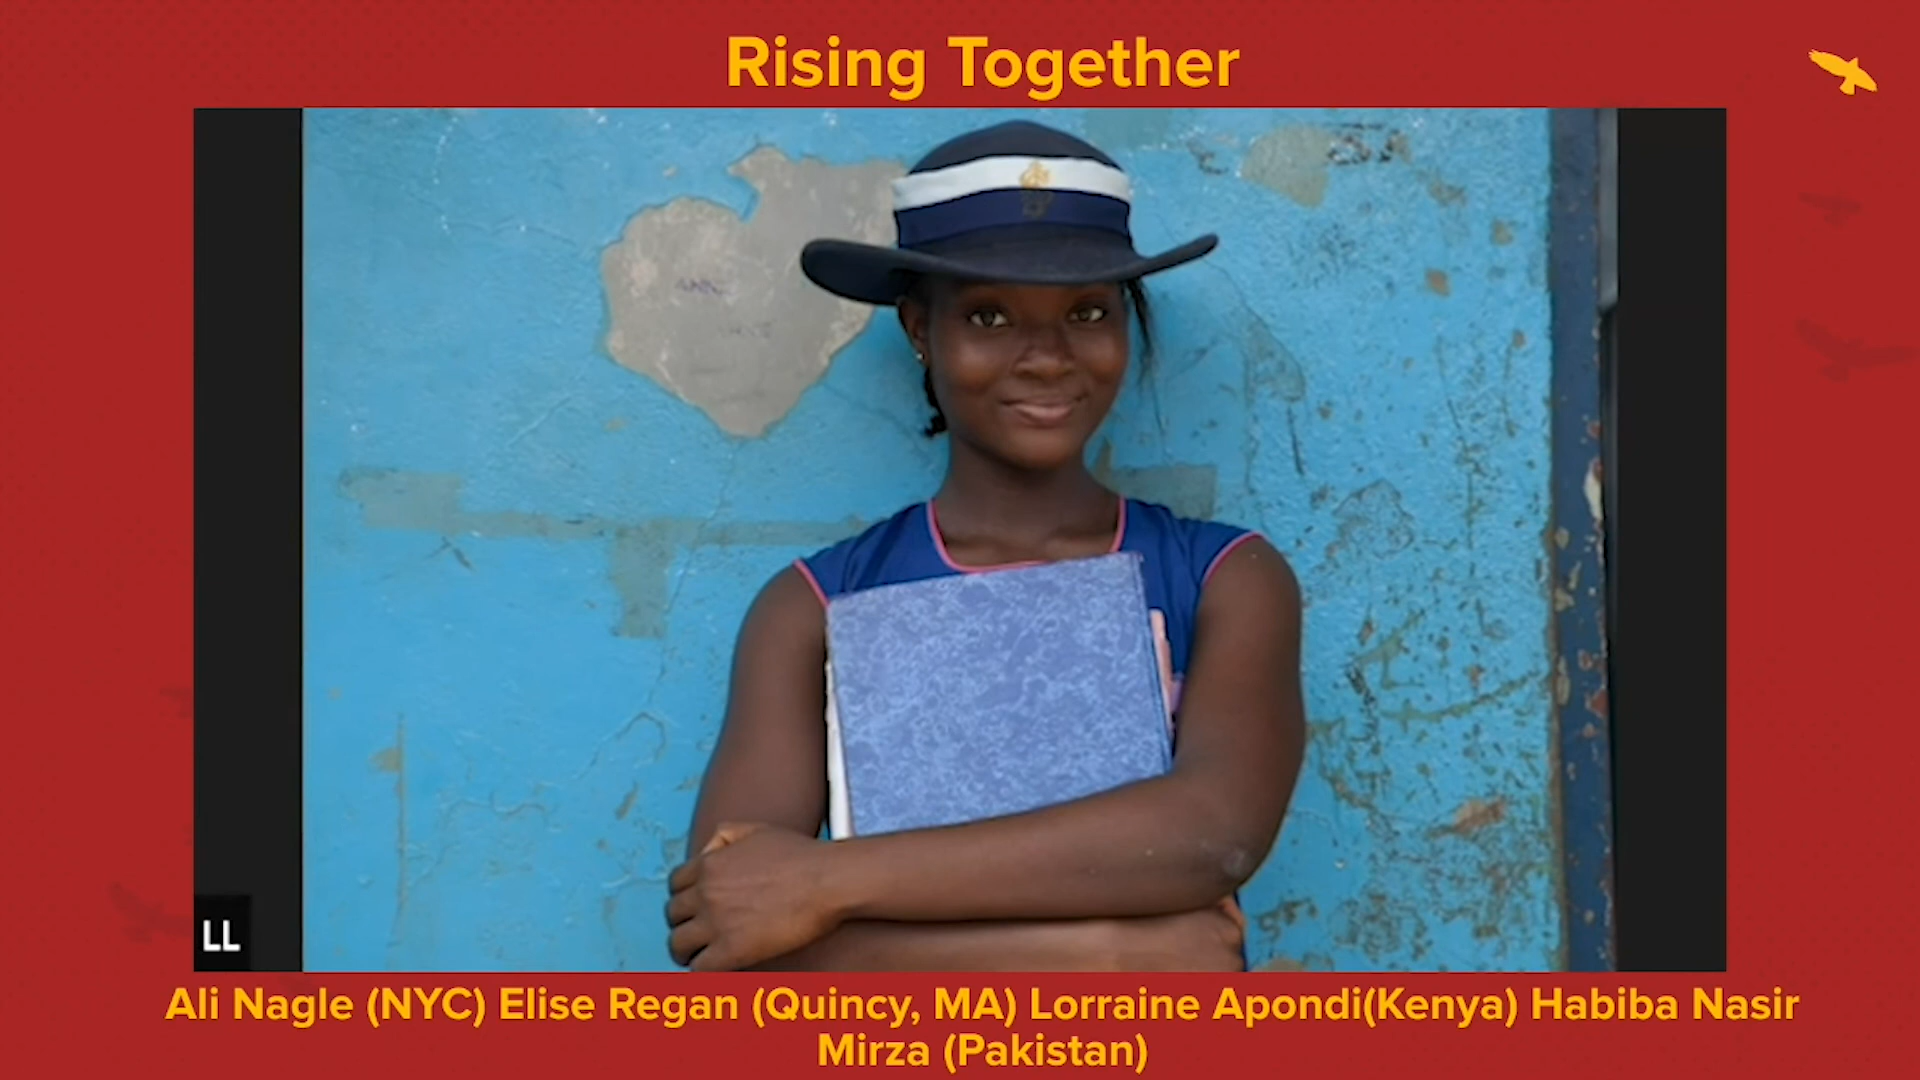 Rising Together
LL
Ali Nagle (NYC) Elise Regan (Quincy, MA) Lorraine Apondi(Kenya) Habiba Nasir
Mirza (Pakistan)